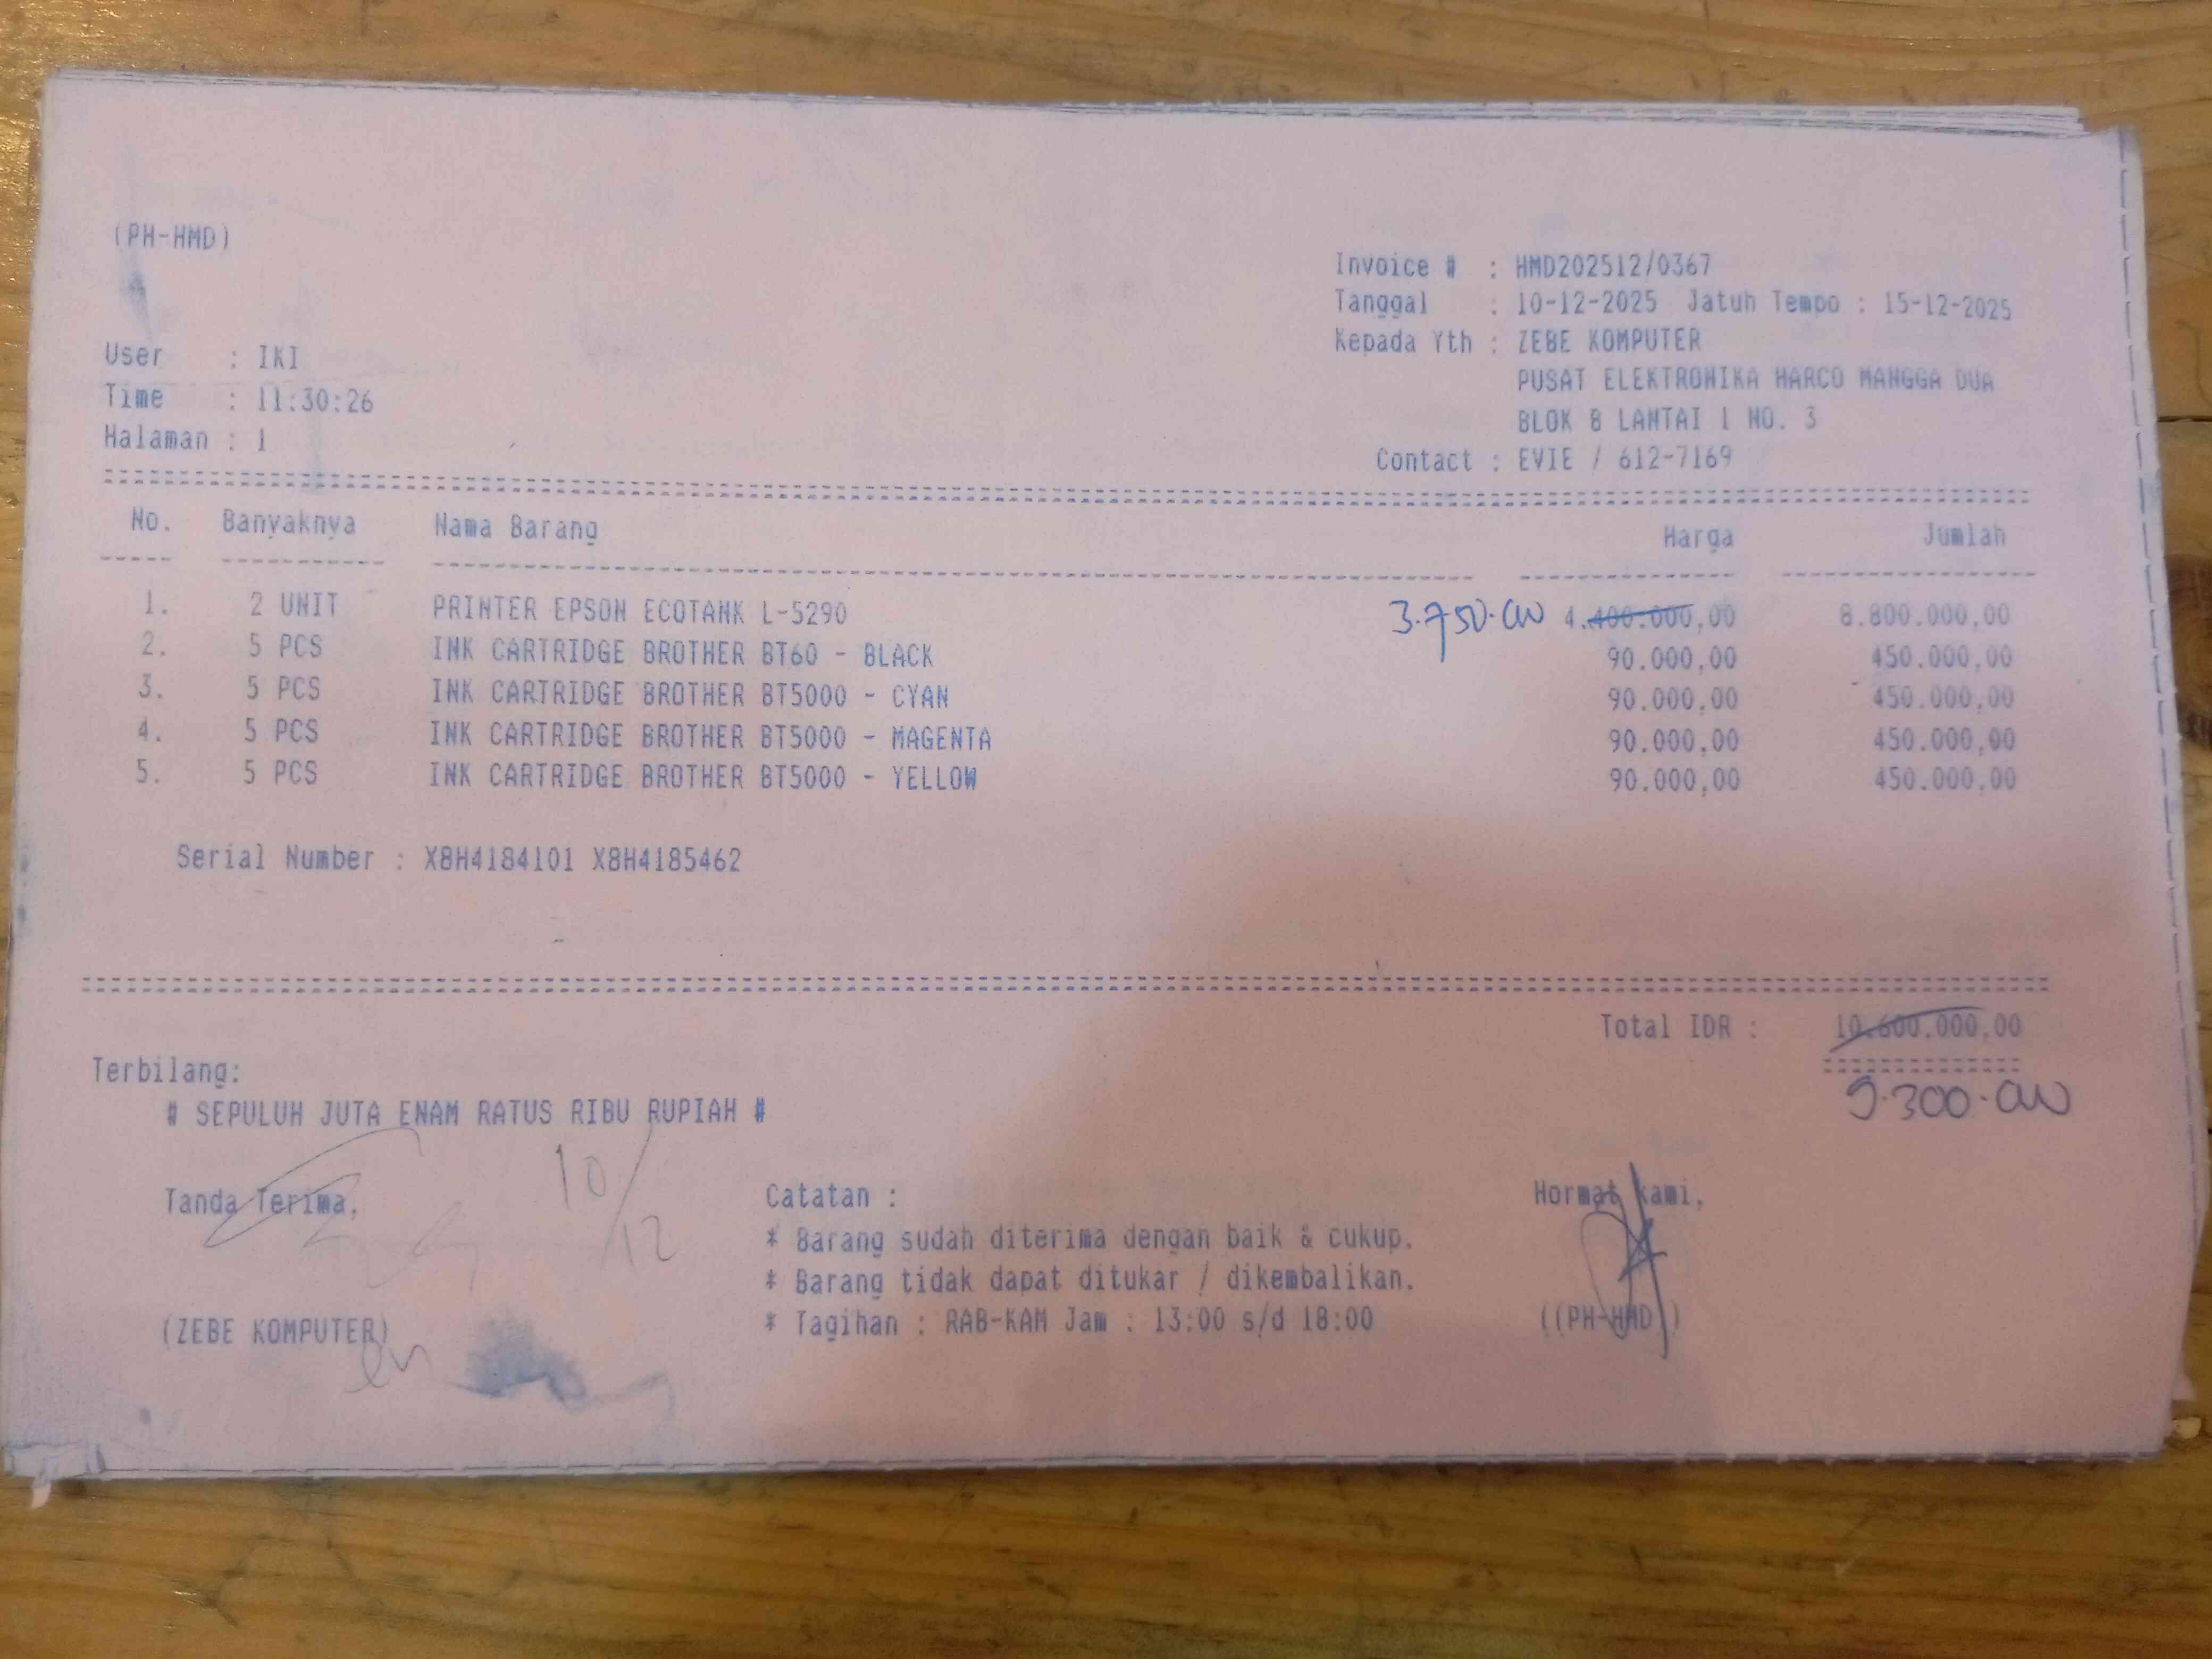 (PH-HMD)
Invoice # : HMD202512/0367
Tanggal : 10-12-2025 Jatuh Tempo : 15-12-2025
Kepada Yth : ZEBE KOMPUTER
PUSAT ELEKTRONIKA HARCO MANGGA DUA
BLOK B LANTAI 1 NO. 3
Contact : EVIE / 612-7169
User : IKI
Time : 11:30:26
Halaman : 1
No. Banyaknya Nama Barang Harga Jumlah
1. 2 UNIT PRINTER EPSON ECOTANK L-5290 3.750.000 4.400.000,00 8.800.000,00
2. 5 PCS INK CARTRIDGE BROTHER BT60 - BLACK 90.000,00 450.000,00
3. 5 PCS INK CARTRIDGE BROTHER BT5000 - CYAN 90.000,00 450.000,00
4. 5 PCS INK CARTRIDGE BROTHER BT5000 - MAGENTA 90.000,00 450.000,00
5. 5 PCS INK CARTRIDGE BROTHER BT5000 - YELLOW 90.000,00 450.000,00
Serial Number : X8H4184101 X8H4185462
Total IDR : 10.600.000,00
9.300.000
Terbilang:
# SEPULUH JUTA ENAM RATUS RIBU RUPIAH #
10/12
Tanda Terima,
(ZEBE KOMPUTER)
Catatan :
* Barang sudah diterima dengan baik & cukup.
* Barang tidak dapat ditukar / dikembalikan.
* Tagihan : RAB-KAM Jam : 13:00 s/d 18:00
Hormat kami,
((PH-HMD))